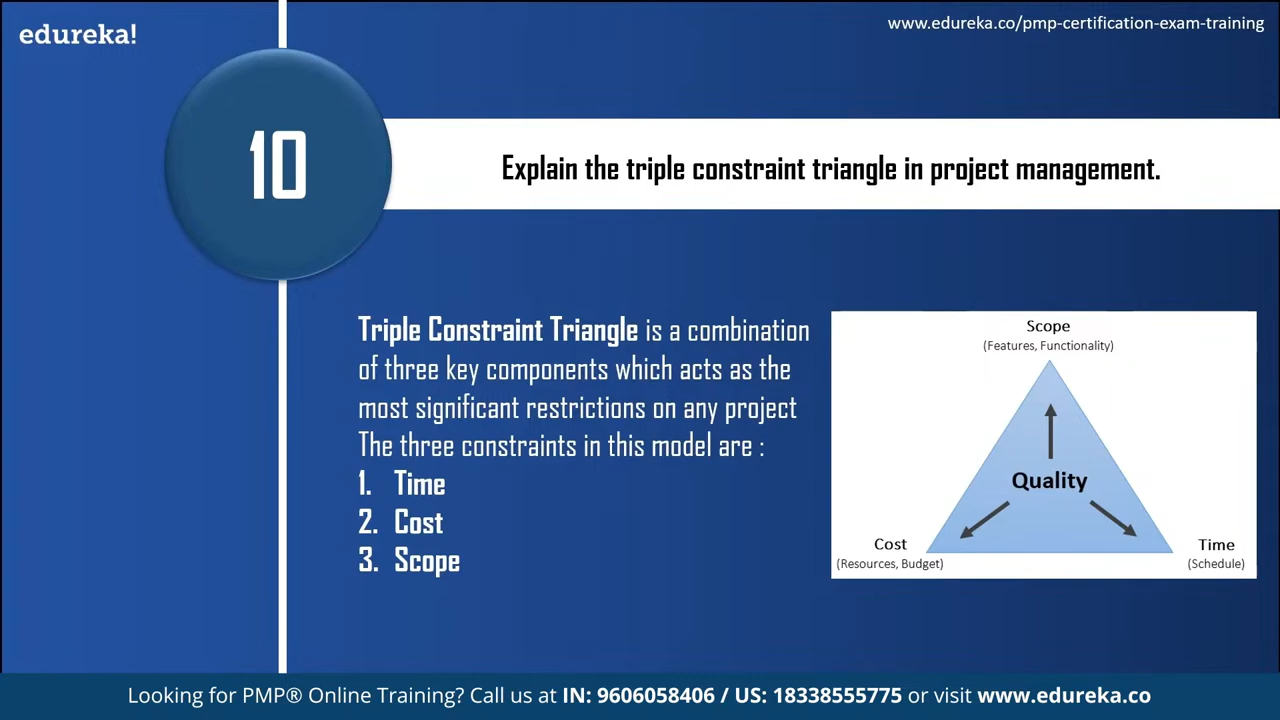 edureka!
www.edureka.co/pmp-certification-exam-training
10
Explain the triple constraint triangle in project management.
Triple Constraint Triangle is a combination
of three key components which acts as the
most significant restrictions on any project
The three constraints in this model are :
1. Time
2. Cost
3. Scope
Scope
(Features, Functionality)
Quality
Cost
(Resources, Budget)
Time
(Schedule)
Looking for PMP® Online Training? Call us at IN: 9606058406 / US: 18338555775 or visit www.edureka.co